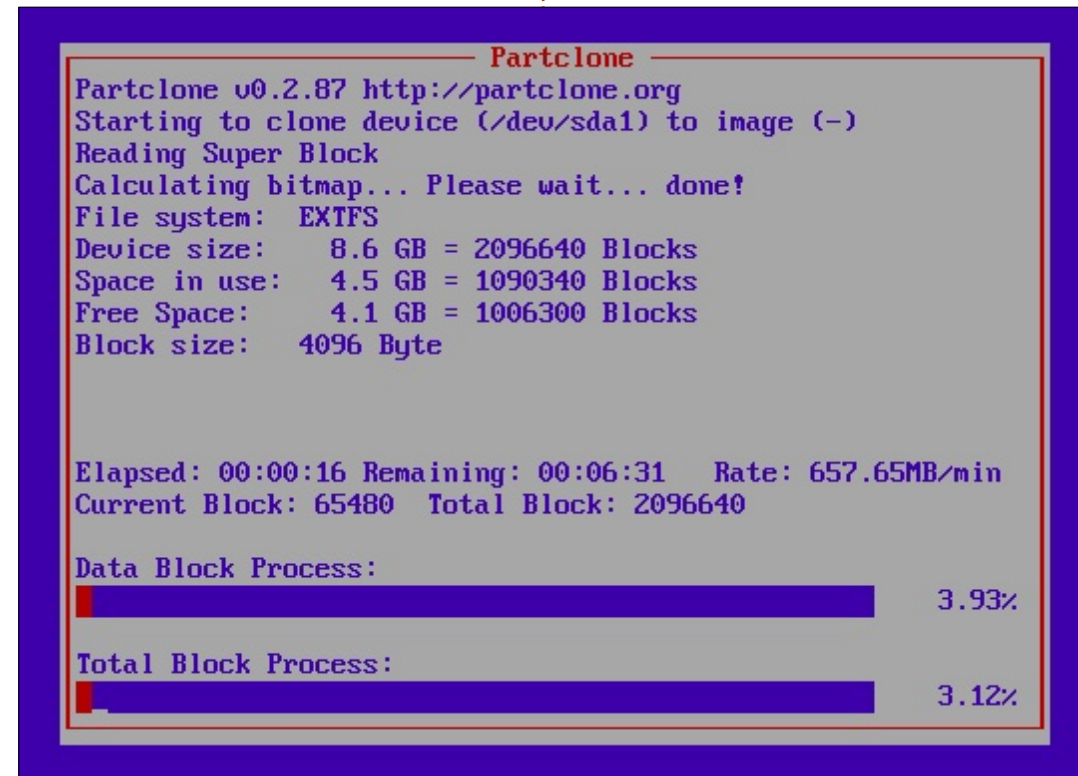 Partclone
Partclone v0.2.87 http://partclone.org
Starting to clone device (/dev/sda1) to image (-)
Reading Super Block
Calculating bitmap... Please wait... done!
File system: EXTFS
Device size: 8.6 GB = 2096640 Blocks
Space in use: 4.5 GB = 1090340 Blocks
Free Space: 4.1 GB = 1006300 Blocks
Block size: 4096 Byte
Elapsed: 00:00:16 Remaining: 00:06:31 Rate: 657.65MB/min
Current Block: 65480 Total Block: 2096640
Data Block Process:
3.93%
Total Block Process:
3.12%